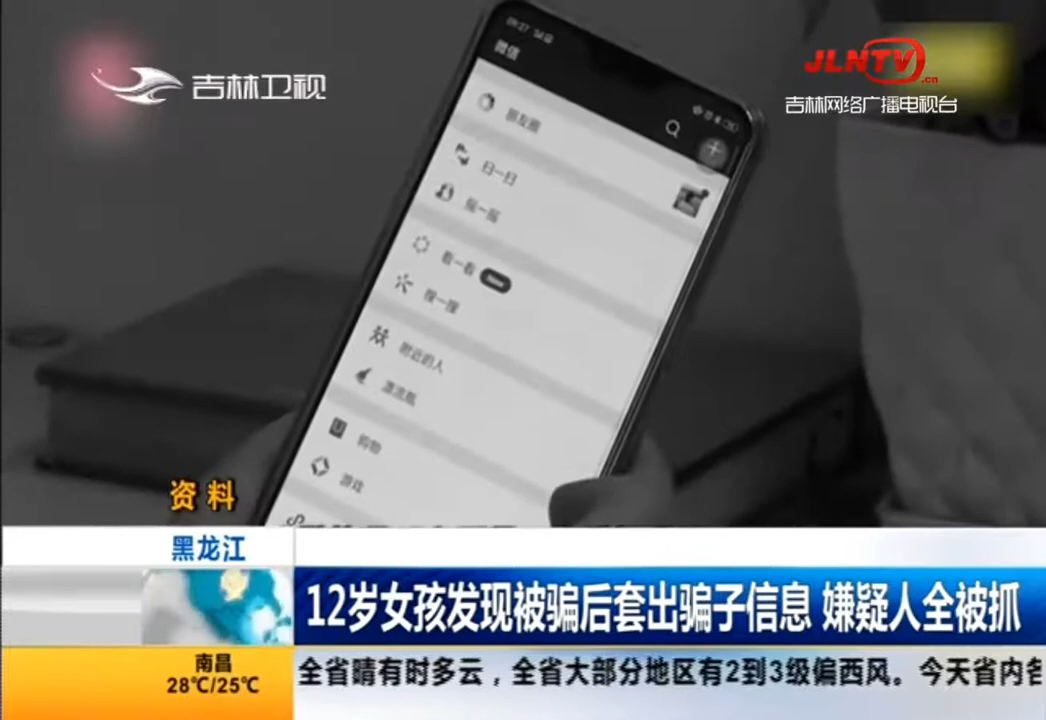 吉林卫视
JLNTV.cn
吉林网络广播电视台
微信
朋友圈
扫一扫
摇一摇
看一看
搜一搜
附近的人
漂流瓶
购物
游戏
资料
黑龙江
12岁女孩发现被骗后套出骗子信息 嫌疑人全被抓
南昌
28℃/25℃
全省晴有时多云，全省大部分地区有2到3级偏西风。今天省内各